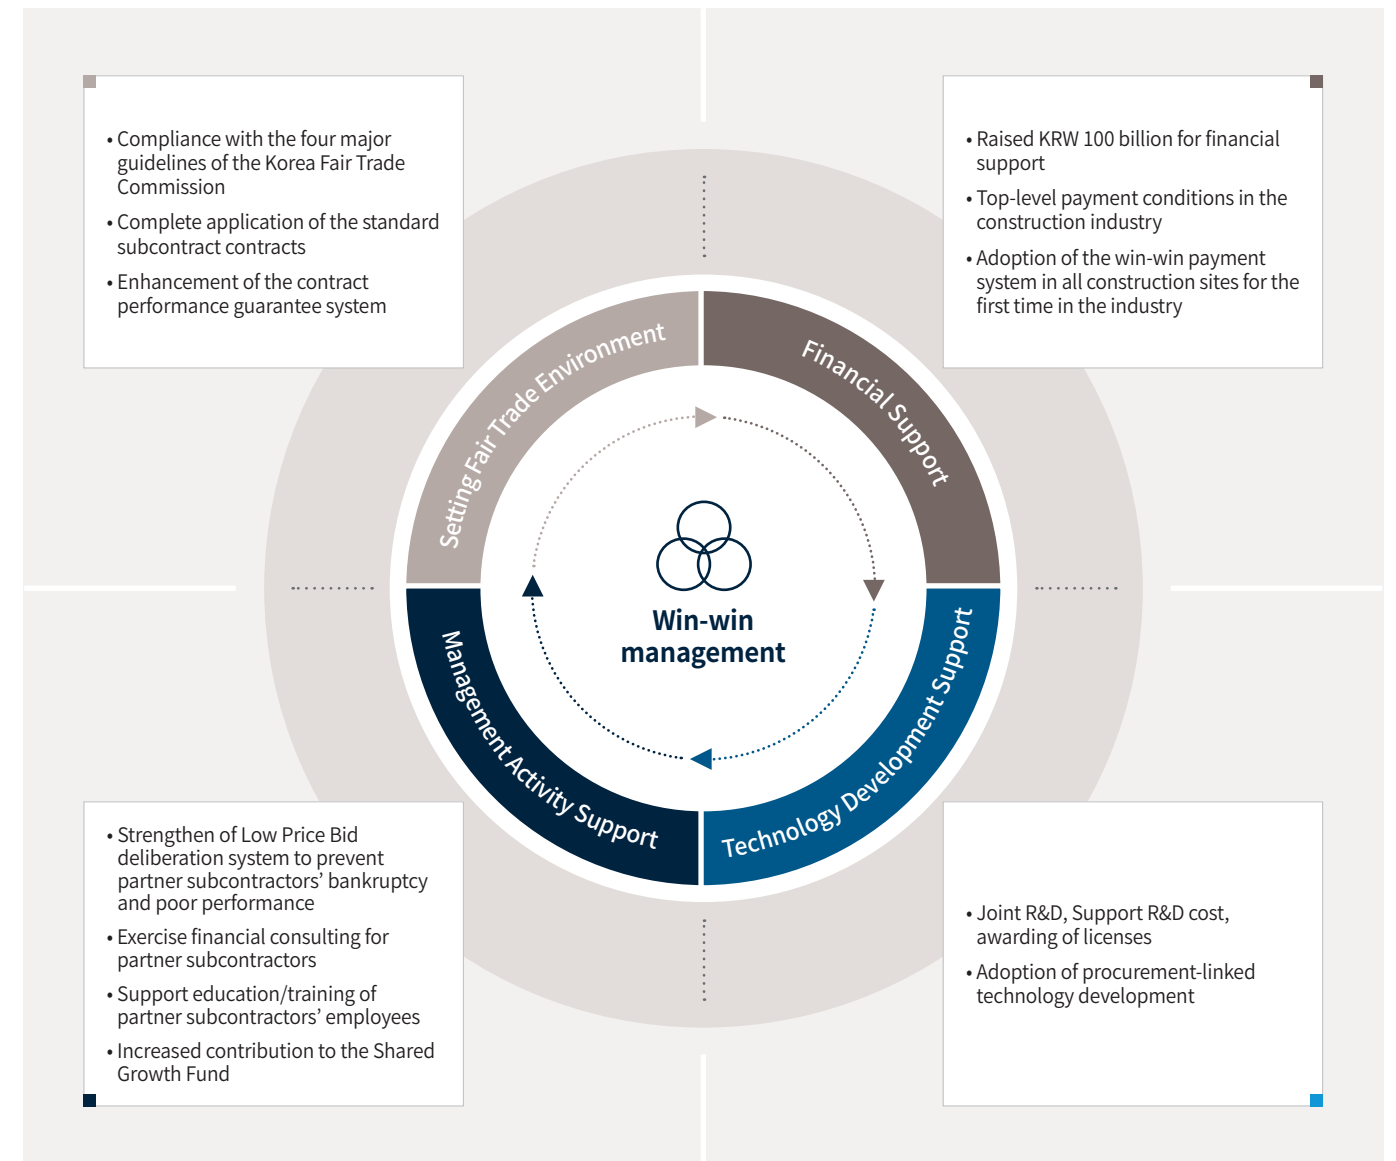 • Compliance with the four major
guidelines of the Korea Fair Trade
Commission
• Complete application of the standard
subcontract contracts
• Enhancement of the contract
performance guarantee system
• Raised KRW 100 billion for financial
support
• Top-level payment conditions in the
construction industry
• Adoption of the win-win payment
system in all construction sites for the
first time in the industry
Setting Fair Trade Environment
Financial Support
Win-win
management
Management Activity Support
Technology Development Support
• Strengthen of Low Price Bid
deliberation system to prevent
partner subcontractors’ bankruptcy
and poor performance
• Exercise financial consulting for
partner subcontractors
• Support education/training of
partner subcontractors’ employees
• Increased contribution to the Shared
Growth Fund
• Joint R&D, Support R&D cost,
awarding of licenses
• Adoption of procurement-linked
technology development